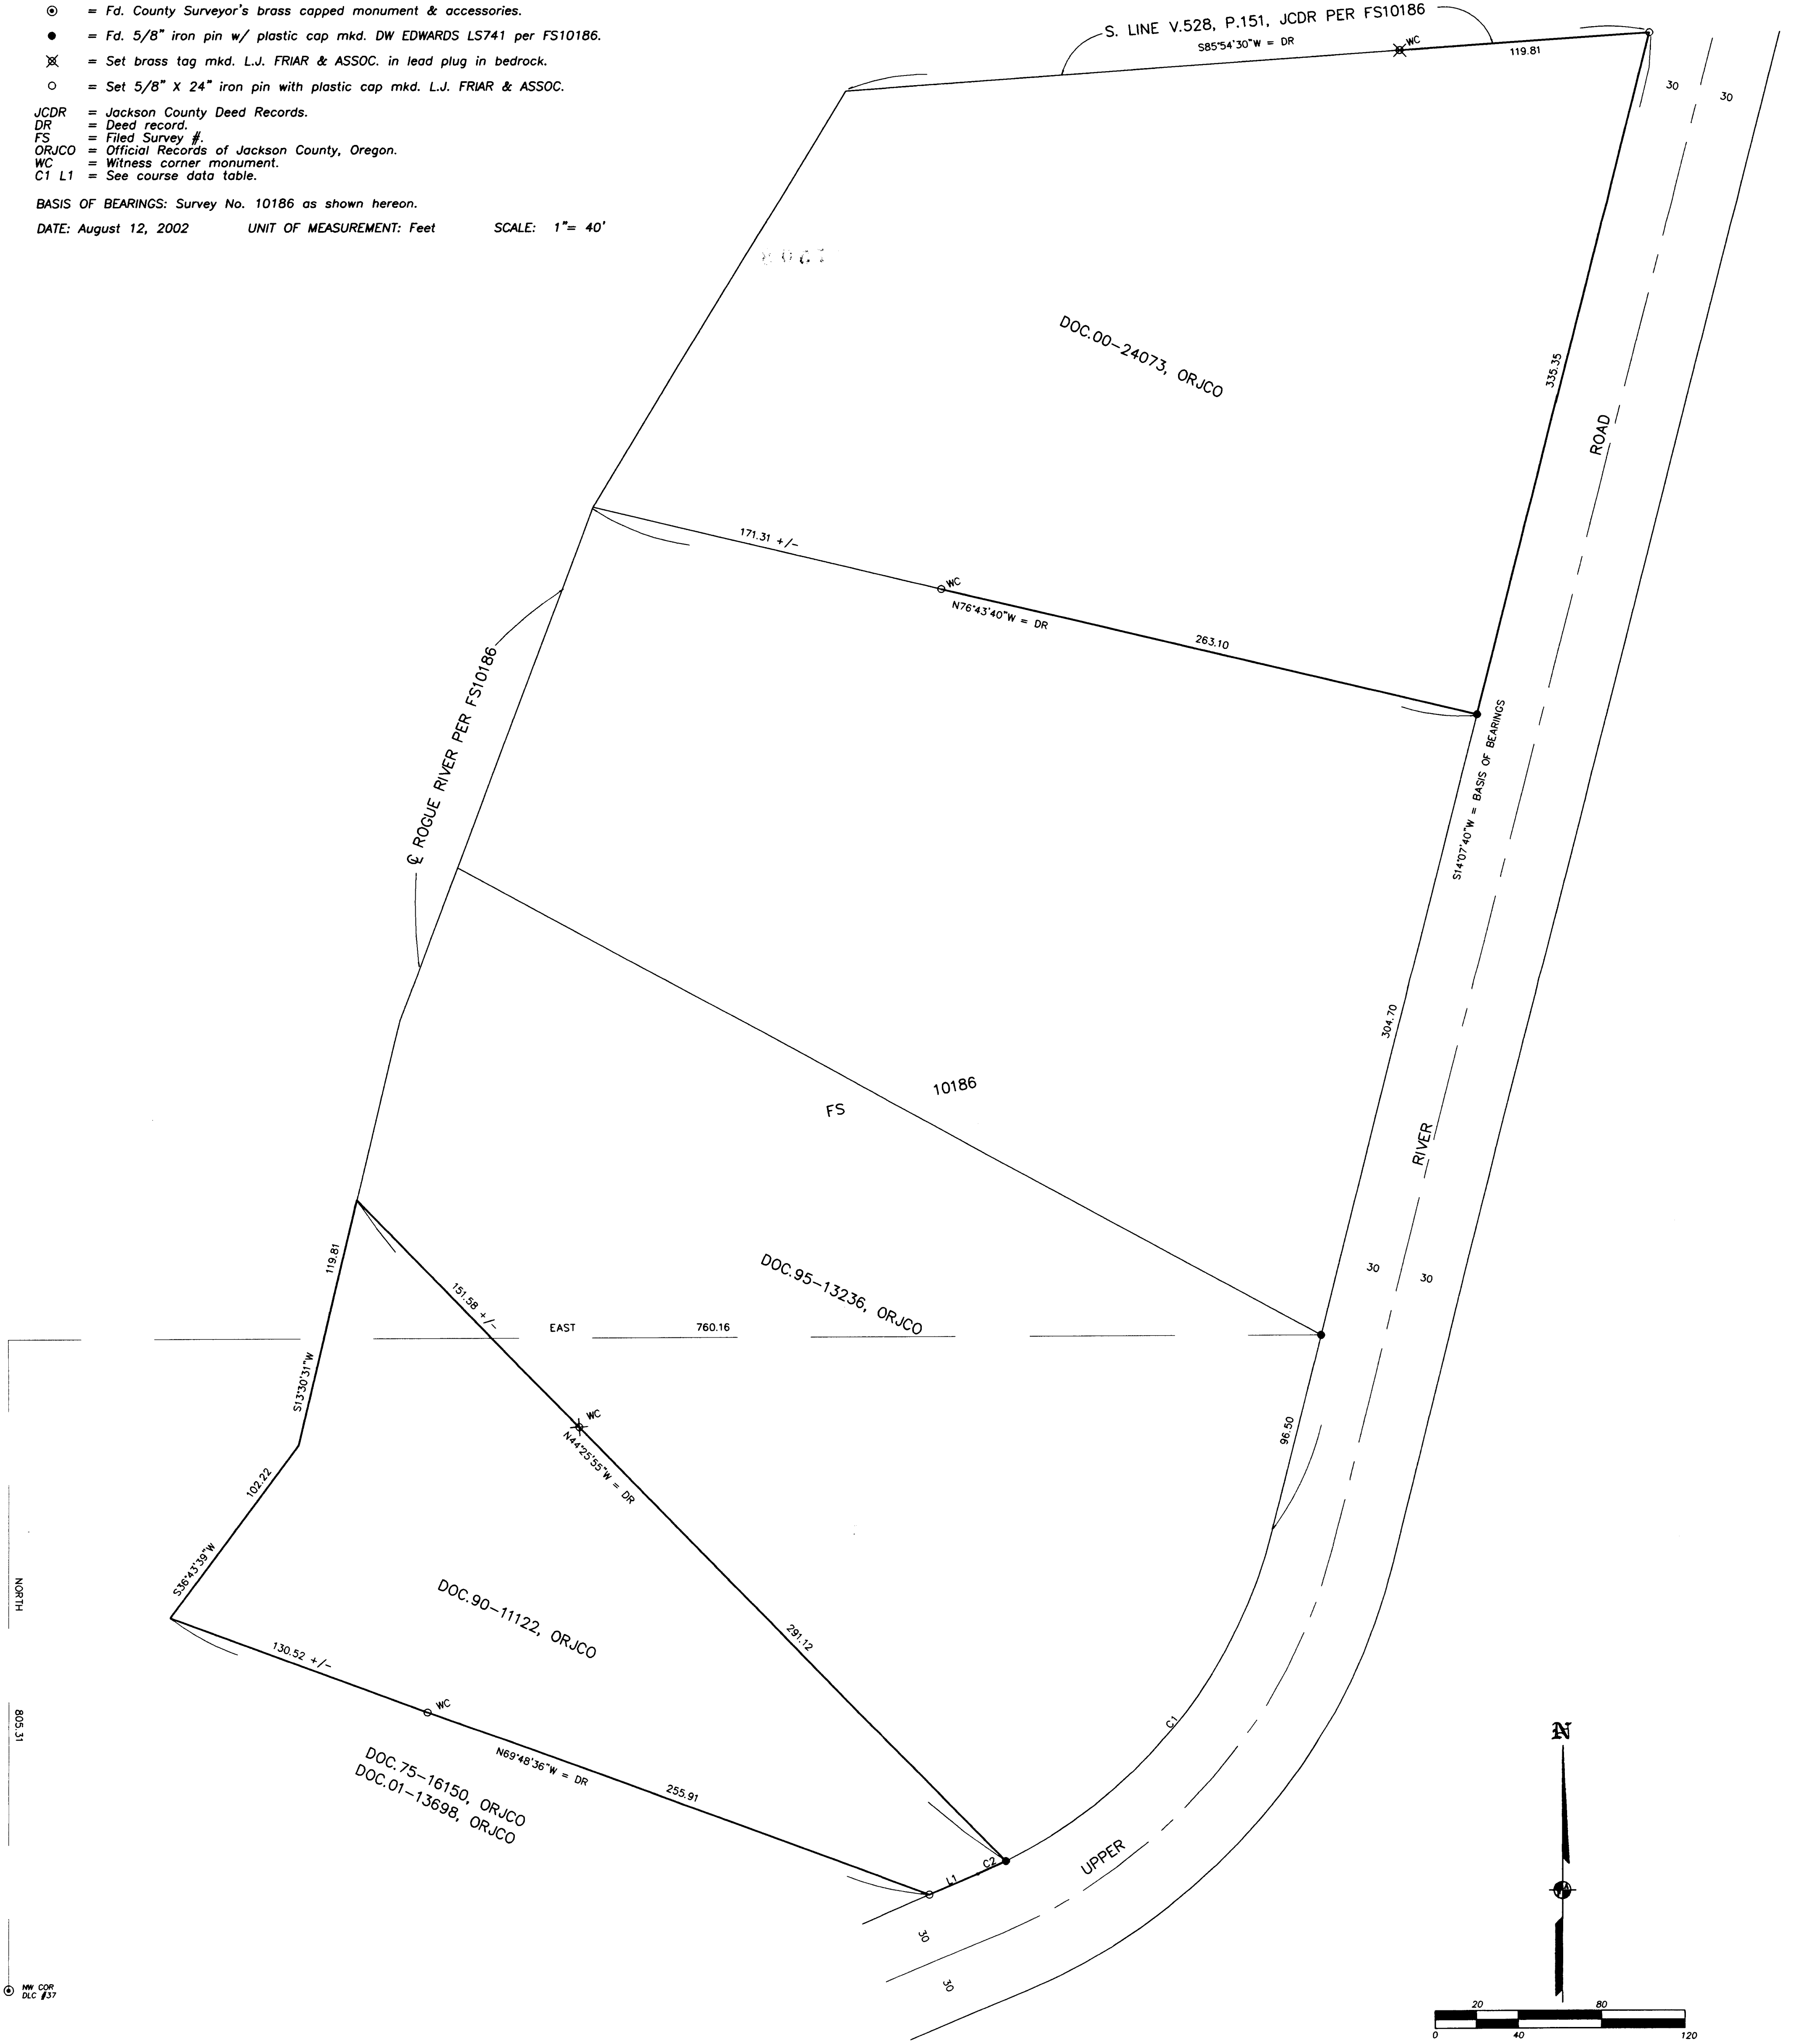 = Fd. County Surveyor's brass capped monument & accessories.
= Fd. 5/8" iron pin w/ plastic cap mkd. DW EDWARDS LS741 per FS10186.
= Set brass tag mkd. L.J. FRIAR & ASSOC. in lead plug in bedrock.
= Set 5/8" X 24" iron pin with plastic cap mkd. L.J. FRIAR & ASSOC.
JCDR = Jackson County Deed Records.
DR = Deed record.
FS = Filed Survey #.
ORJCO = Official Records of Jackson County, Oregon.
WC = Witness corner monument.
C1 L1 = See course data table.
BASIS OF BEARINGS: Survey No. 10186 as shown hereon.
DATE: August 12, 2002 UNIT OF MEASUREMENT: Feet SCALE: 1"= 40'
S. LINE V.528, P.151, JCDR PER FS10186
S85°54'30"W = DR
WC
119.81
30
30
DOC.00-24073, ORJCO
335.35
ROAD
171.31 +/-
WC
N76°43'40"W = DR
263.10
℄ ROGUE RIVER PER FS10186
S14°07'40"W = BASIS OF BEARINGS
304.70
10186
FS
RIVER
119.81
151.58 +/-
DOC.95-13236, ORJCO
30
30
EAST
760.16
S13°30'31"W
WC
N44°25'55"W = DR
96.50
102.22
S36°43'39"W
NORTH
DOC.90-11122, ORJCO
291.12
130.52 +/-
WC
805.31
N69°48'36"W = DR
255.91
C1
DOC.75-16150, ORJCO
DOC.01-13698, ORJCO
N
UPPER
C2
L1
30
30
NW COR
DLC #37
20 80
0 40 120